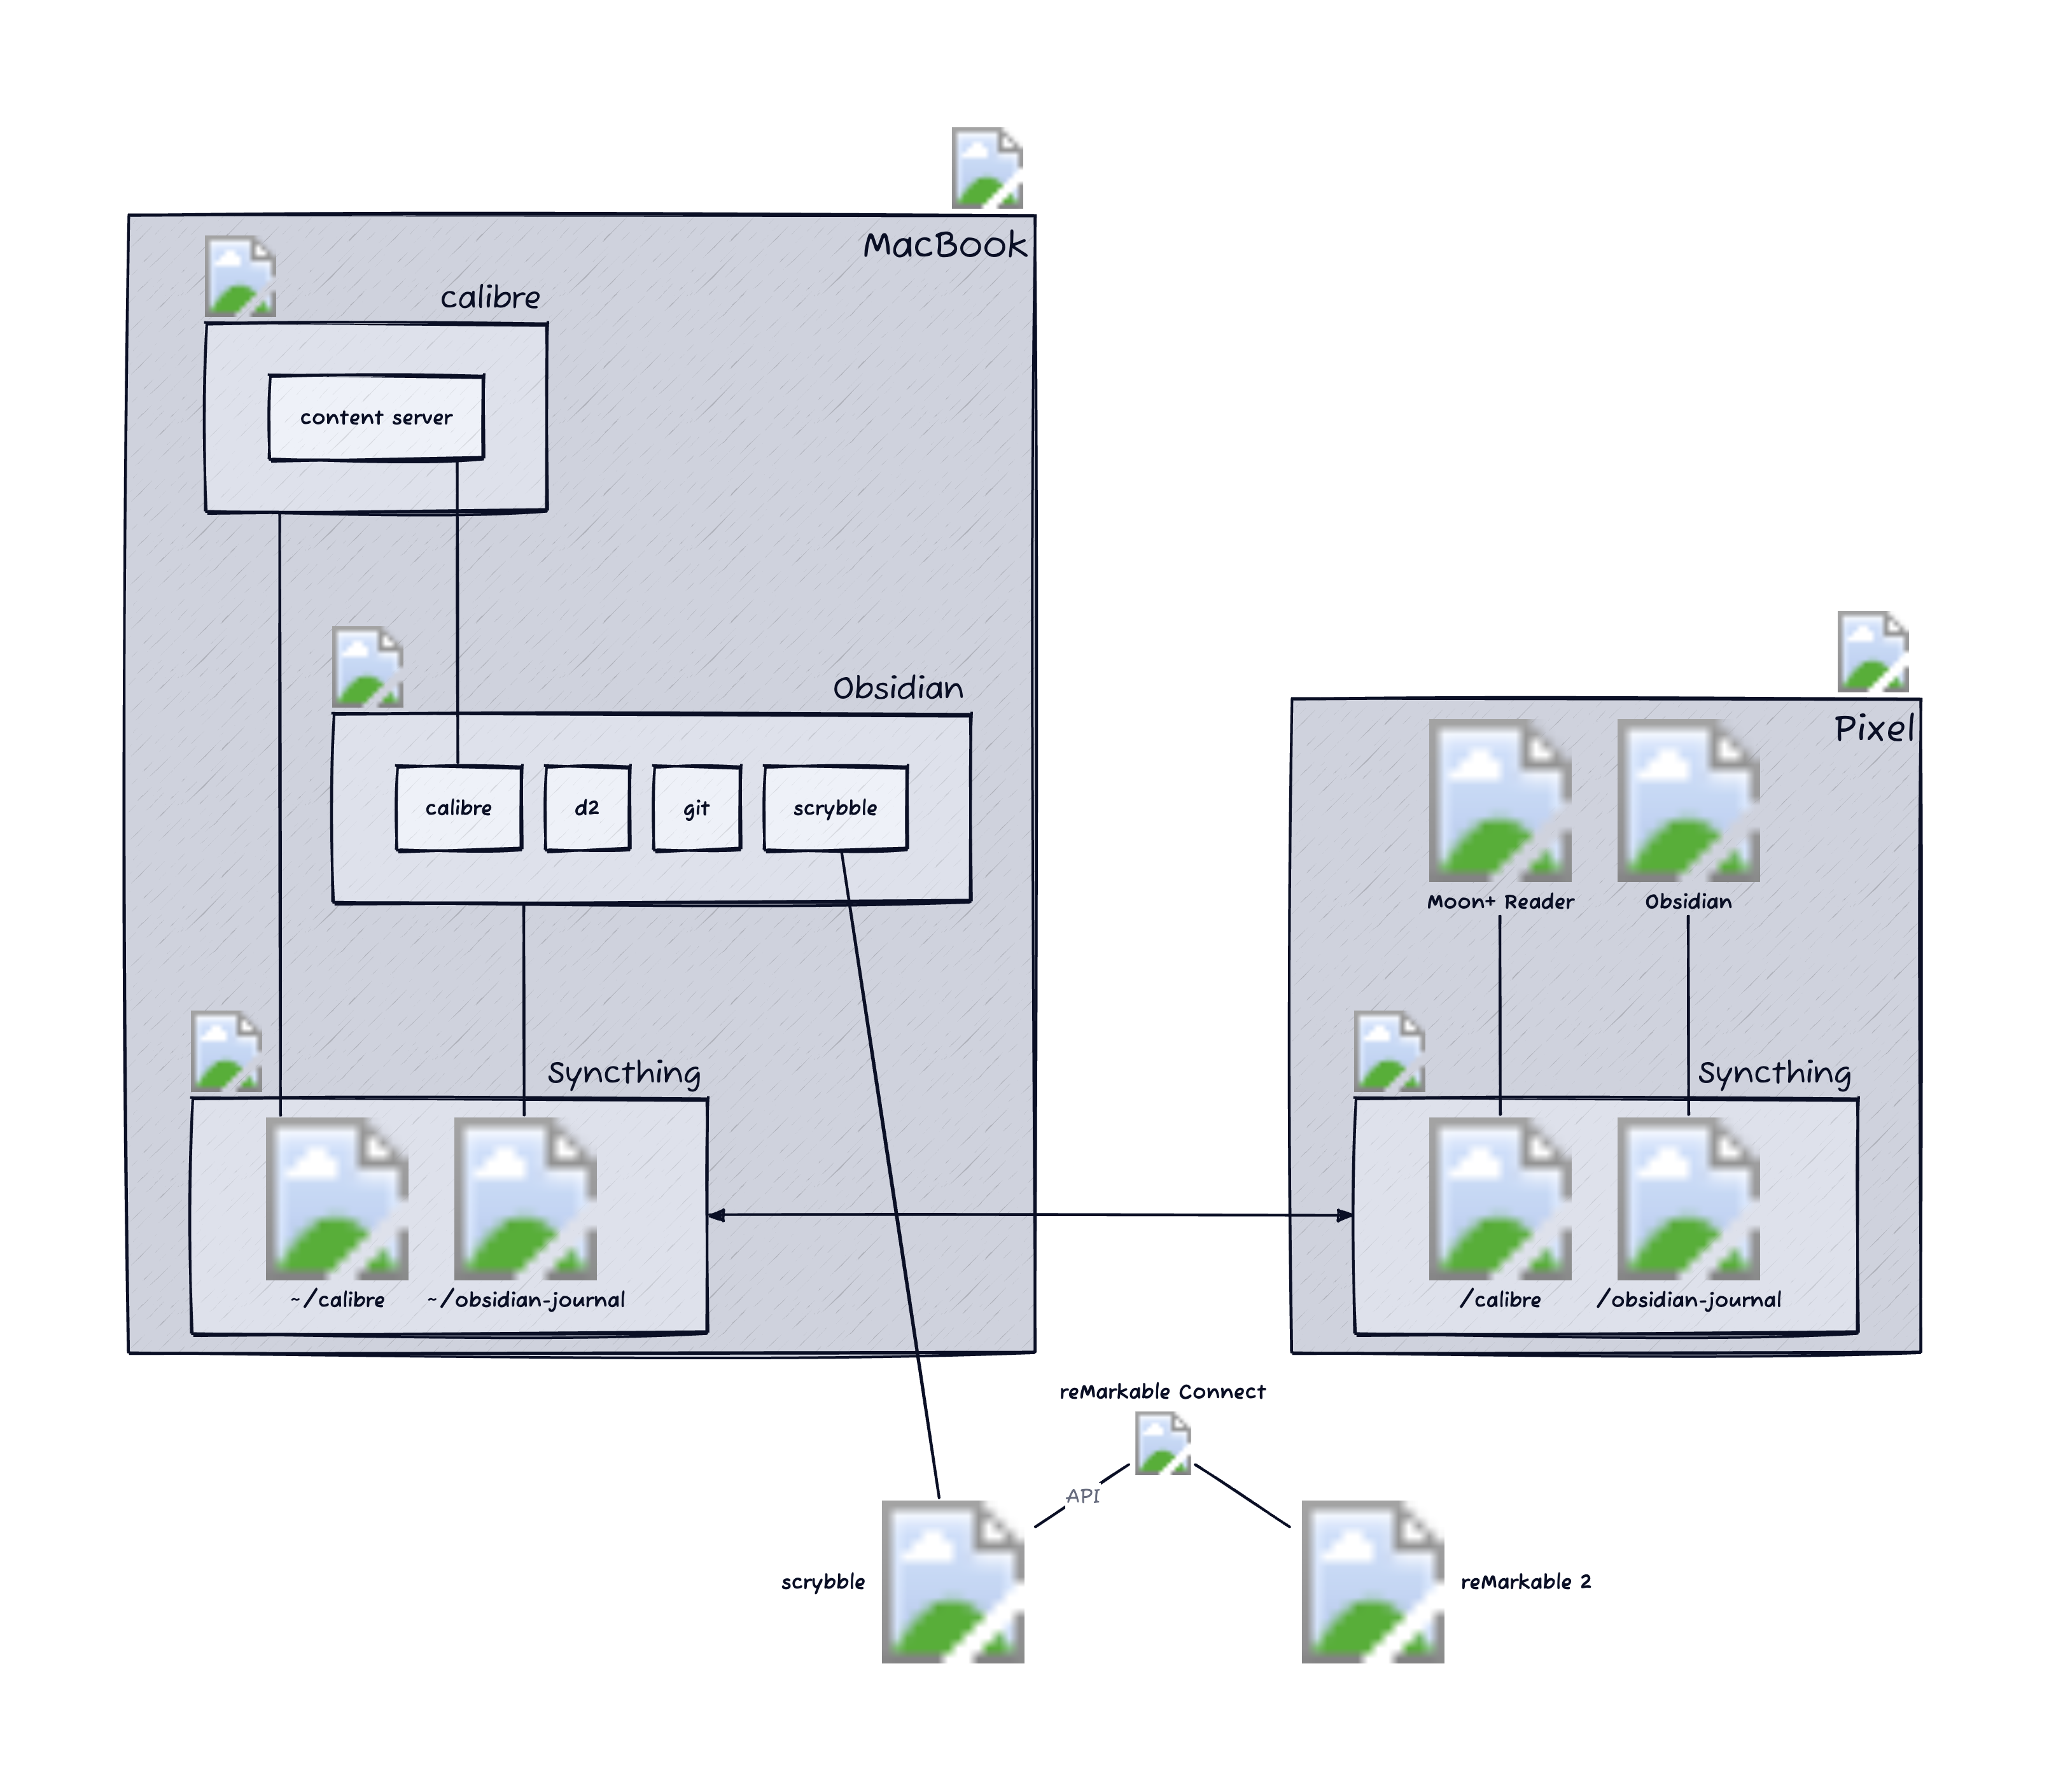 MacBook
calibre
content server
Obsidian
calibre
d2
git
scrybble
Syncthing
~/calibre
~/obsidian-journal
Pixel
Moon+ Reader
Obsidian
Syncthing
/calibre
/obsidian-journal
reMarkable Connect
API
scrybble
reMarkable 2